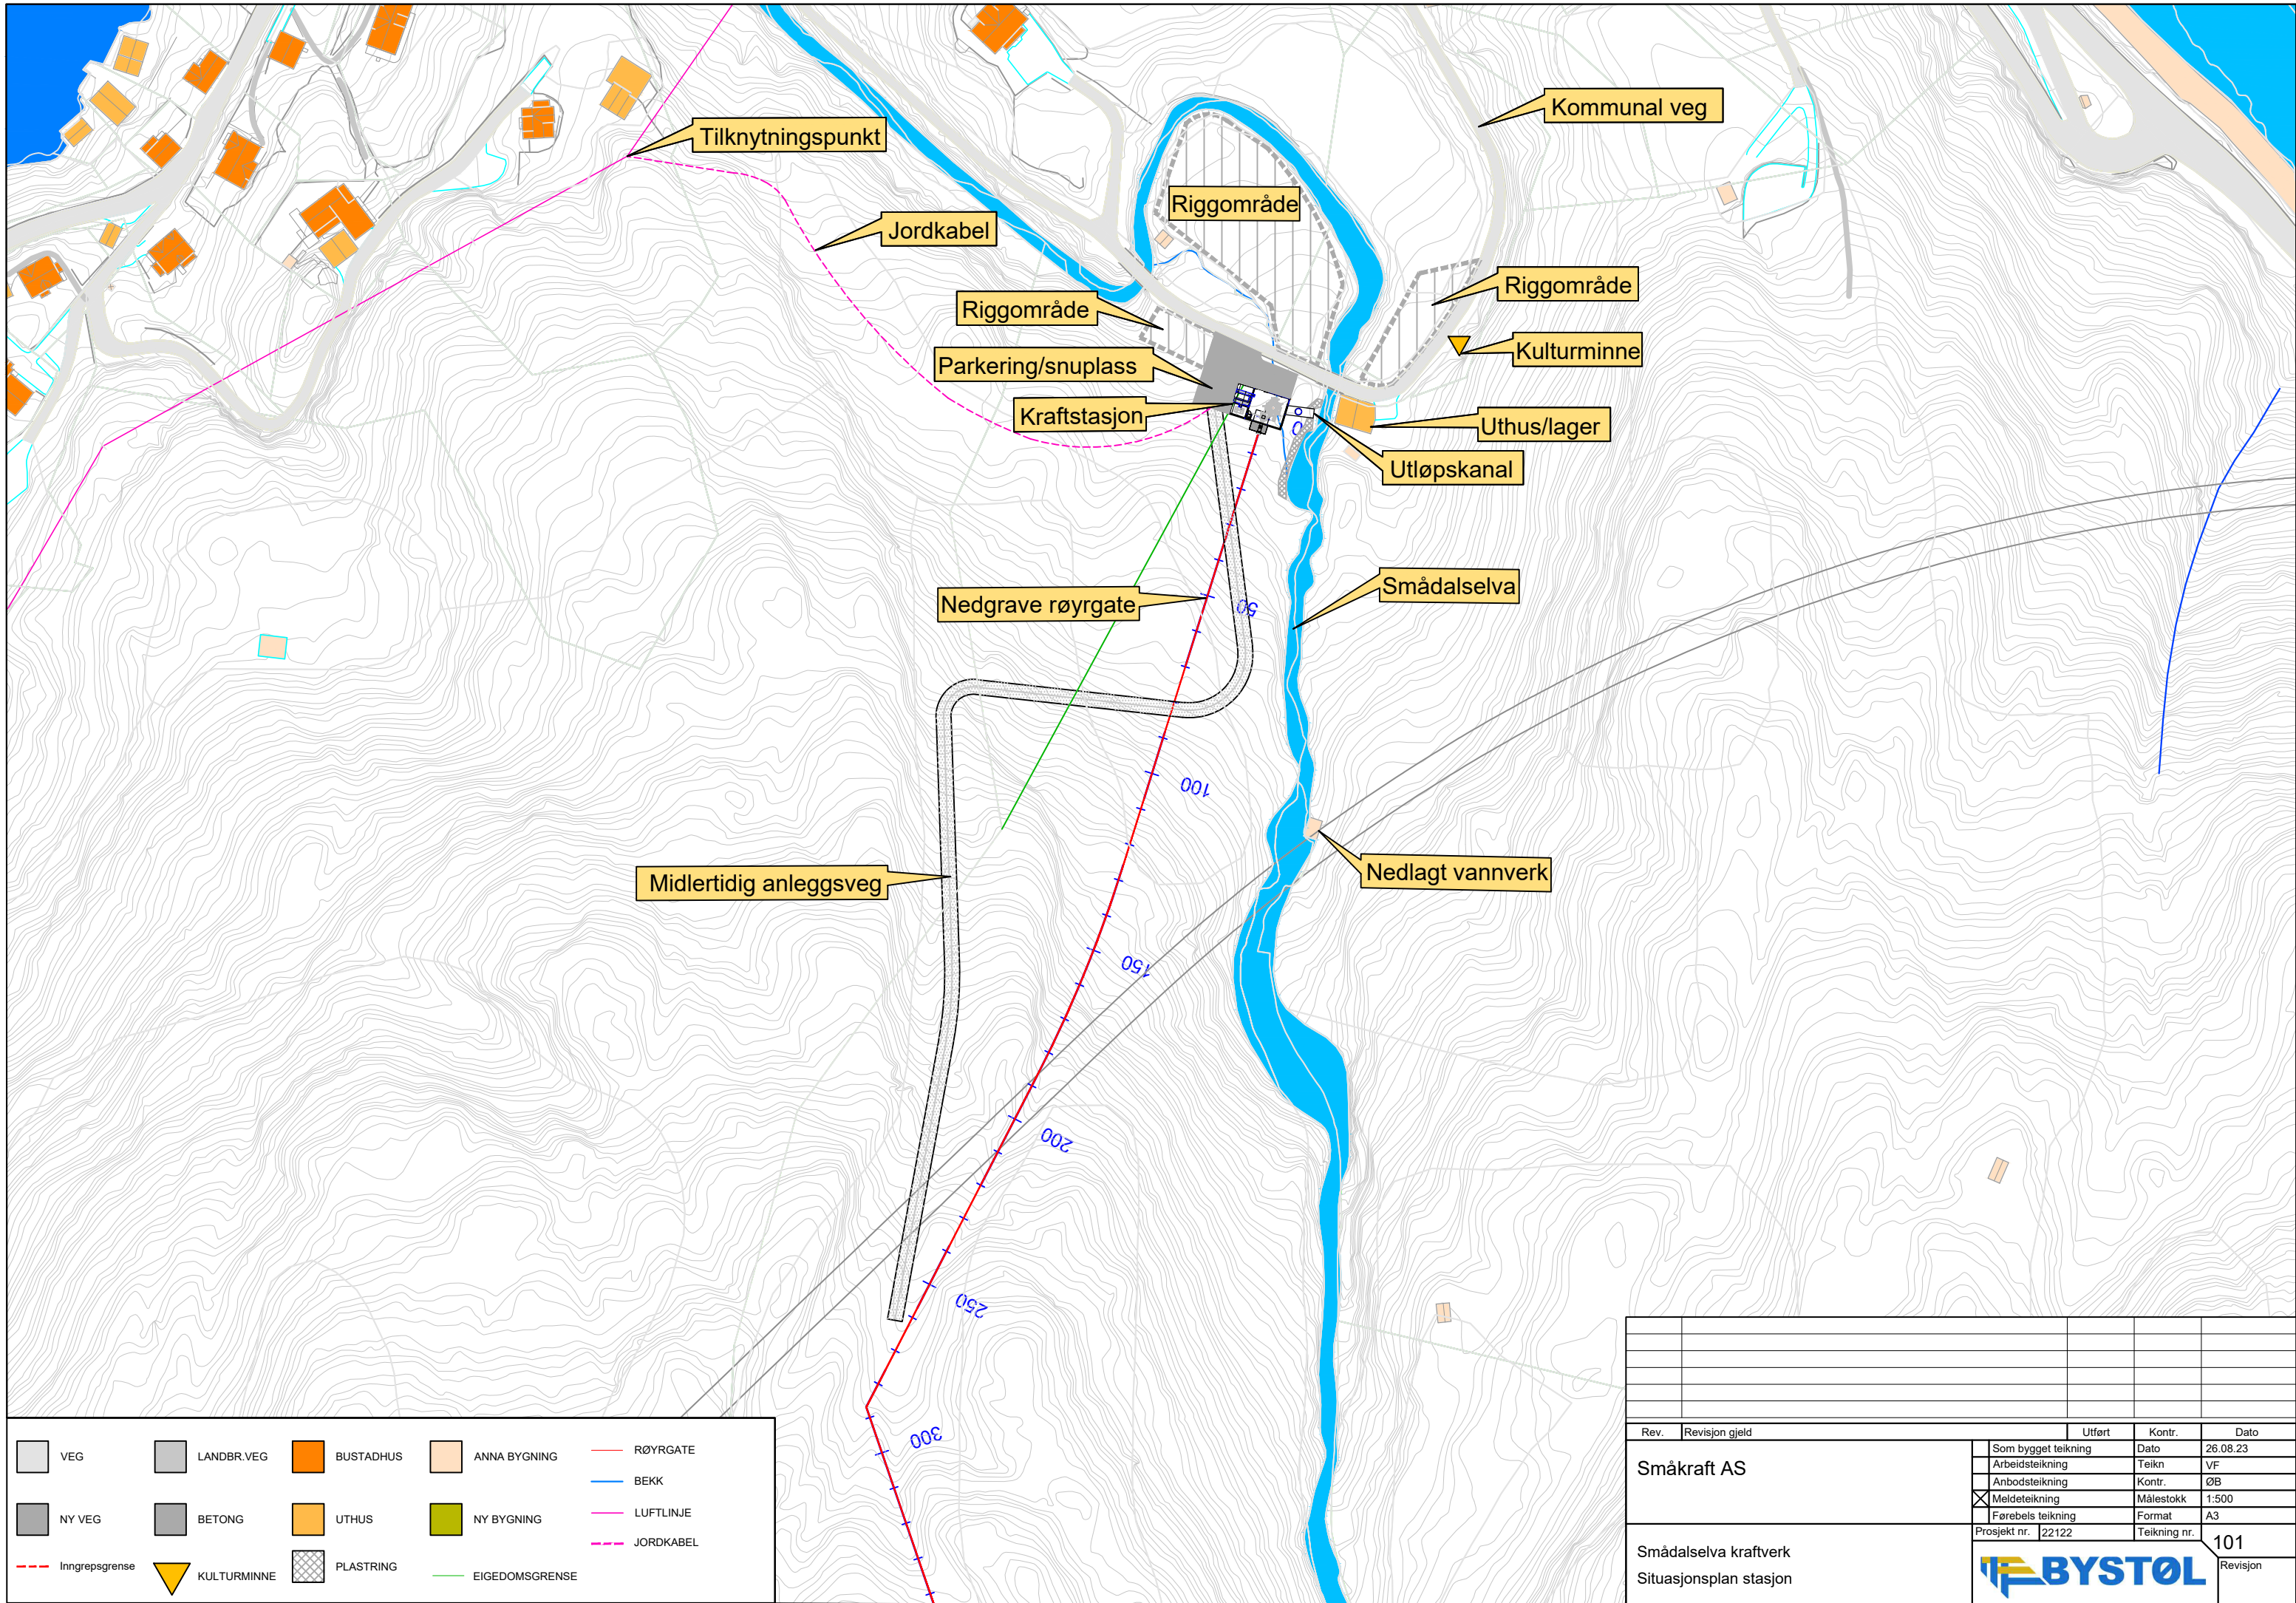 Kommunal veg
Tilknytningspunkt
Riggområde
Jordkabel
Riggområde
Riggområde
Kulturminne
Parkering/snuplass
Kraftstasjon
Uthus/lager
0
Utløpskanal
Smådalselva
Nedgrave røyrgate
50
100
Nedlagt vannverk
Midlertidig anleggsveg
150
200
250
300
VEG
LANDBR.VEG
BUSTADHUS
ANNA BYGNING
RØYRGATE
BEKK
NY VEG
BETONG
UTHUS
NY BYGNING
LUFTLINJE
JORDKABEL
Inngrepsgrense
KULTURMINNE
PLASTRING
EIGEDOMSGRENSE
Rev. Revisjon gjeld Utført Kontr. Dato
Småkraft AS
Som bygget teikning Dato 26.08.23
Arbeidsteikning Teikn VF
Anbodsteikning Kontr. ØB
Meldeteikning Målestokk 1:500
Førebels teikning Format A3
Prosjekt nr. 22122 Teikning nr. 101
Smådalselva kraftverk
Situasjonsplan stasjon
BYSTØL
Revisjon